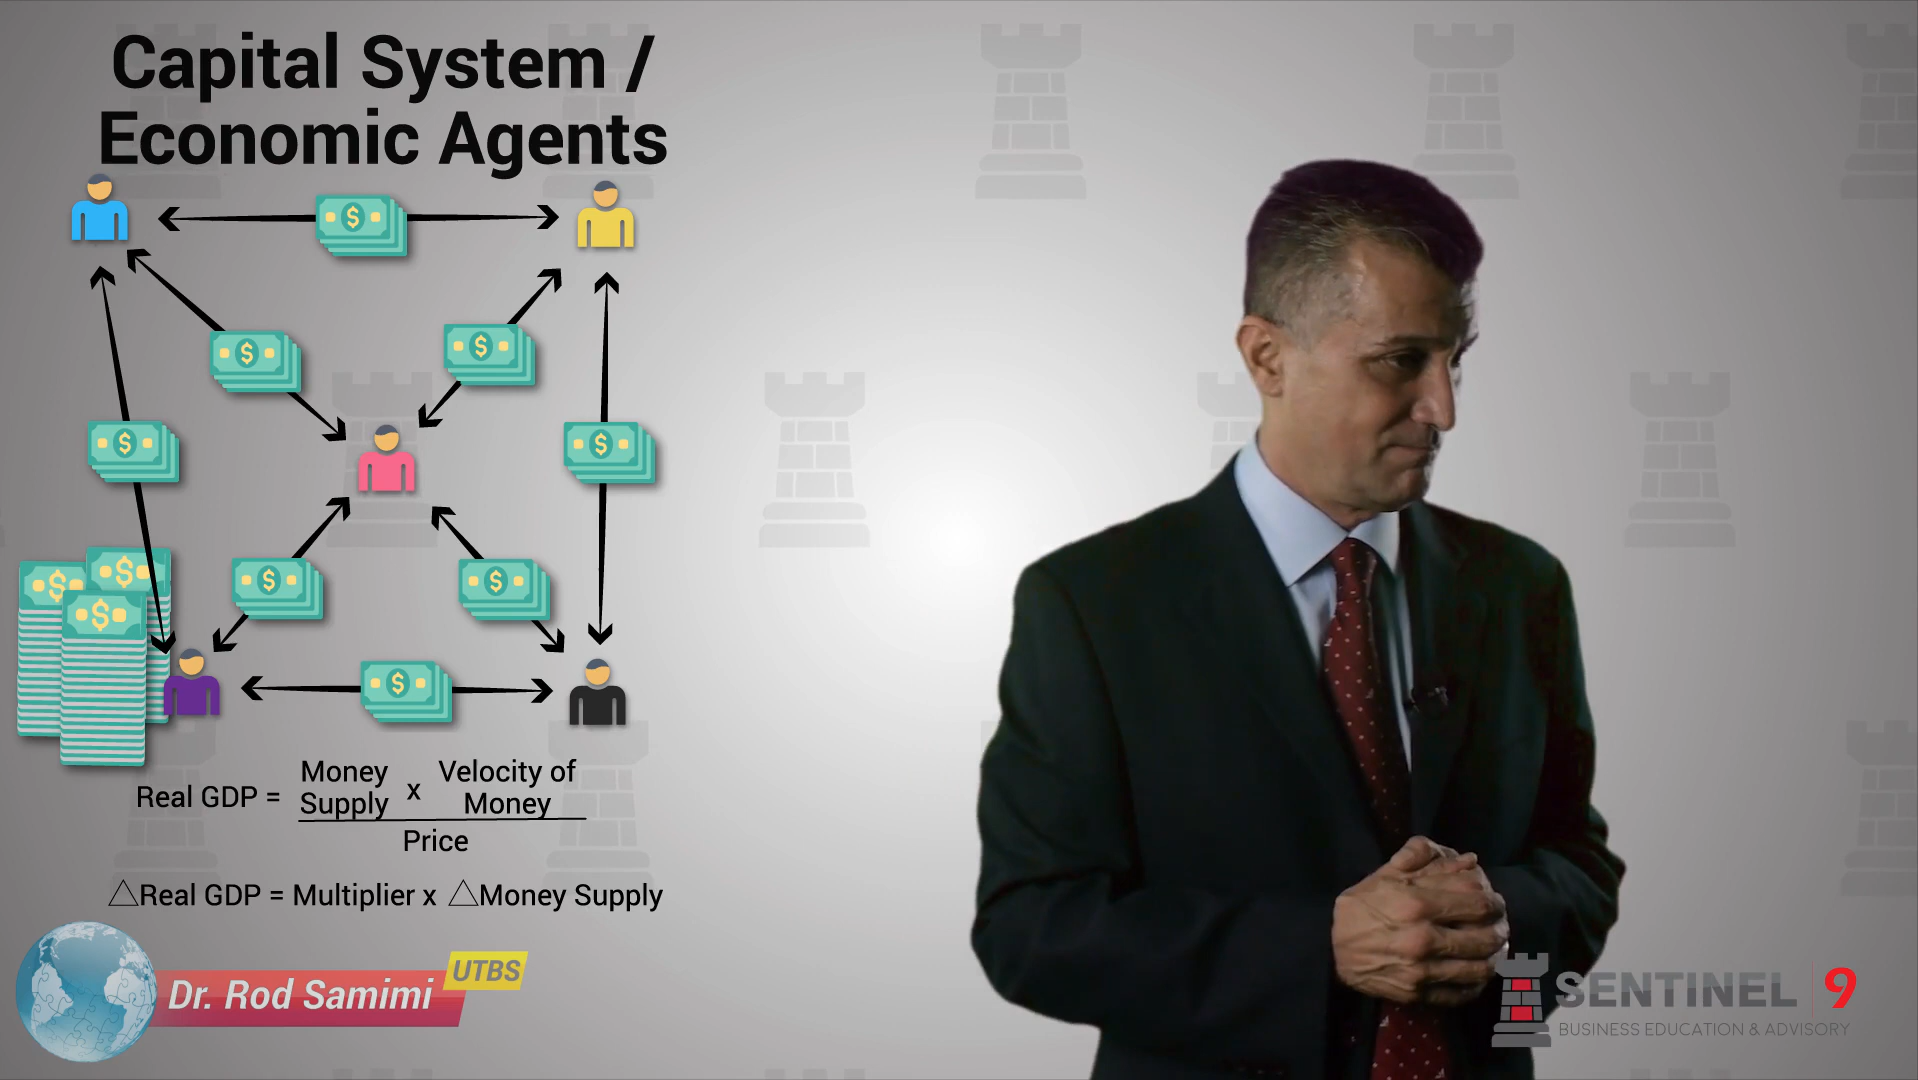 Capital System /
Economic Agents
Real GDP = Money Supply x Velocity of Money
Price
△Real GDP = Multiplier x △Money Supply
UTBS
Dr. Rod Samimi
SENTINEL 9
BUSINESS EDUCATION & ADVISORY